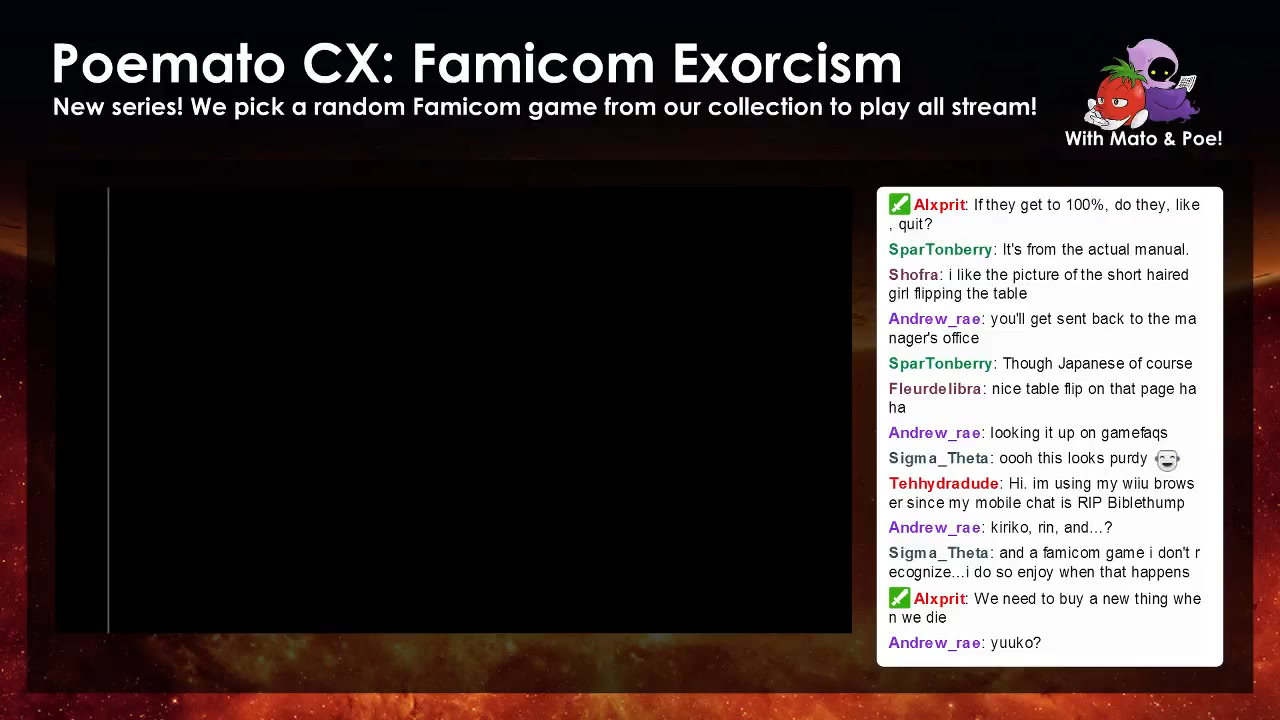 Poemato CX: Famicom Exorcism
New series! We pick a random Famicom game from our collection to play all stream!
With Mato & Poe!
Alxprit: If they get to 100%, do they, like
, quit?
SparTonberry: It's from the actual manual.
Shofra: i like the picture of the short haired
girl flipping the table
Andrew_rae: you'll get sent back to the ma
nager's office
SparTonberry: Though Japanese of course
Fleurdelibra: nice table flip on that page ha
ha
Andrew_rae: looking it up on gamefaqs
Sigma_Theta: oooh this looks purdy
Tehhydradude: Hi. im using my wiiu brows
er since my mobile chat is RIP Biblethump
Andrew_rae: kiriko, rin, and...?
Sigma_Theta: and a famicom game i don't r
ecognize...i do so enjoy when that happens
Alxprit: We need to buy a new thing whe
n we die
Andrew_rae: yuuko?